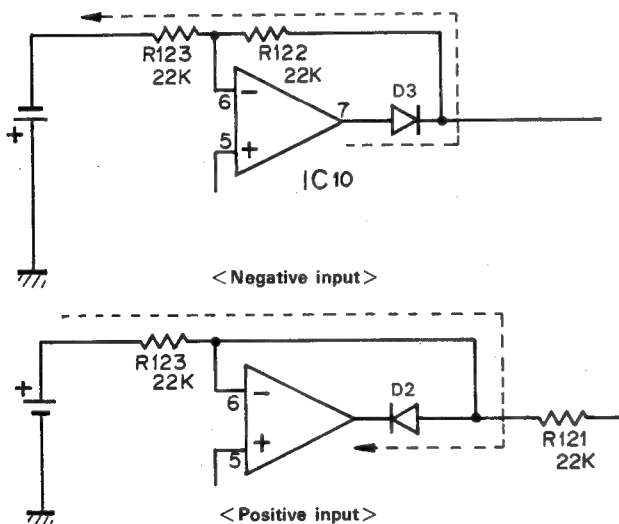 R123
22K
R122
22K
6
−
5
+
7
D3
+
IC10
<Negative input>
R123
22K
+
6
−
5
+
D2
R121
22K
<Positive input>